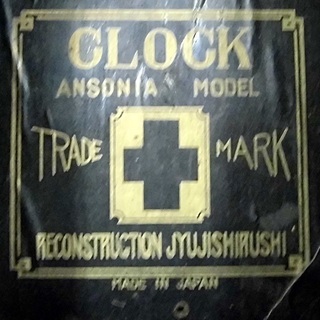 CLOCK
ANSONIA MODEL
TRADE MARK
RECONSTRUCTION JYUJISHIRUSHI
MADE IN JAPAN